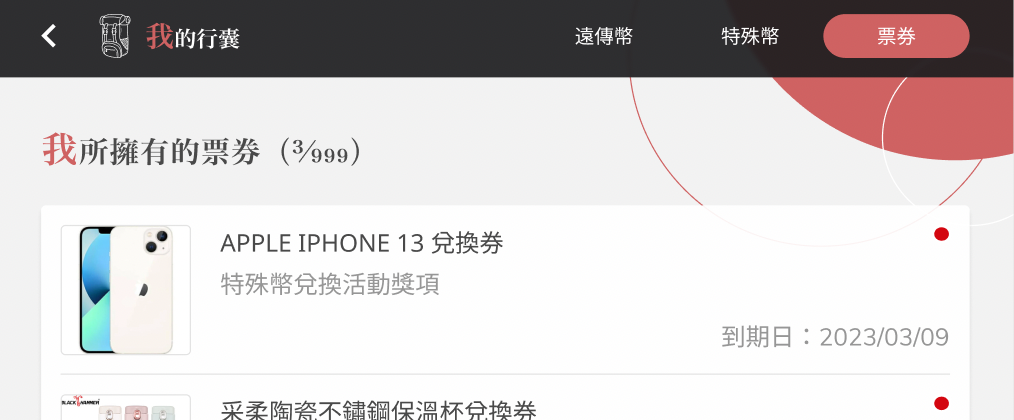 我的行囊
遠傳幣
特殊幣
票券
我所擁有的票券（3⁄999）
APPLE IPHONE 13 兌換券
特殊幣兌換活動獎項
到期日：2023/03/09
BLACK HAMMER
采柔陶瓷不鏽鋼保溫杯兌換券